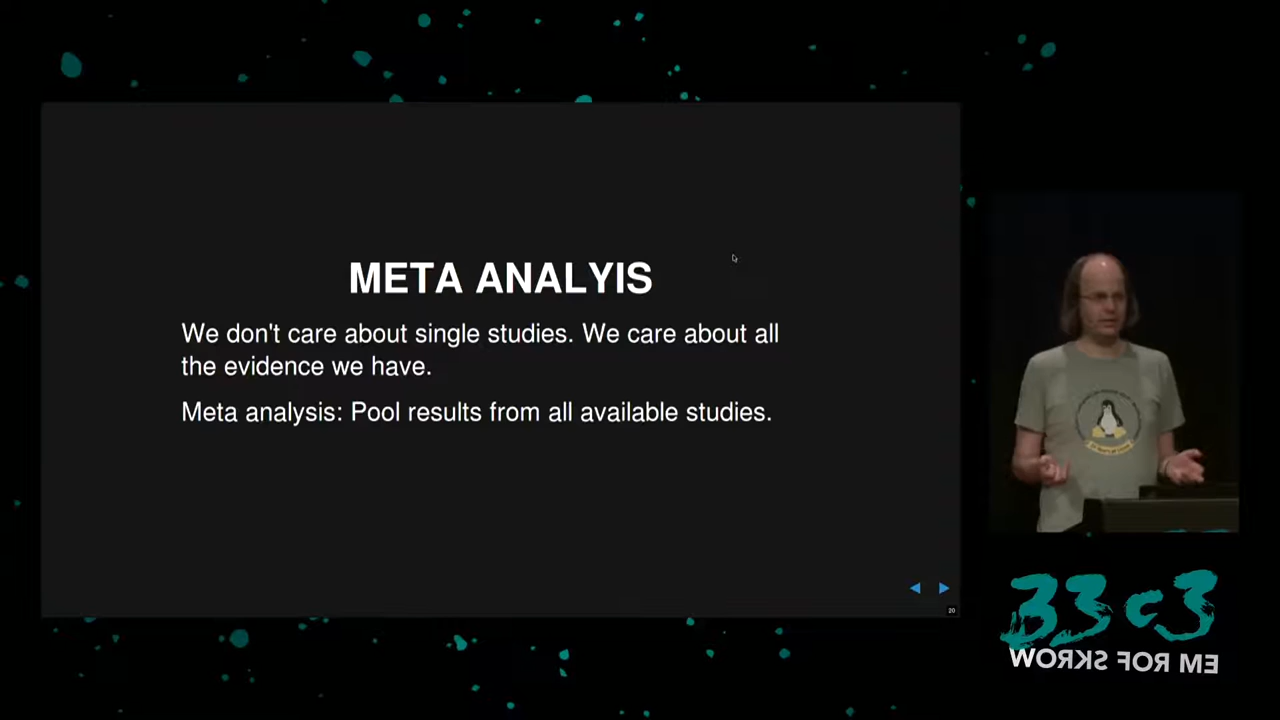 META ANALYIS
We don't care about single studies. We care about all
the evidence we have.
Meta analysis: Pool results from all available studies.
20
33c3
WORKS FOR ME